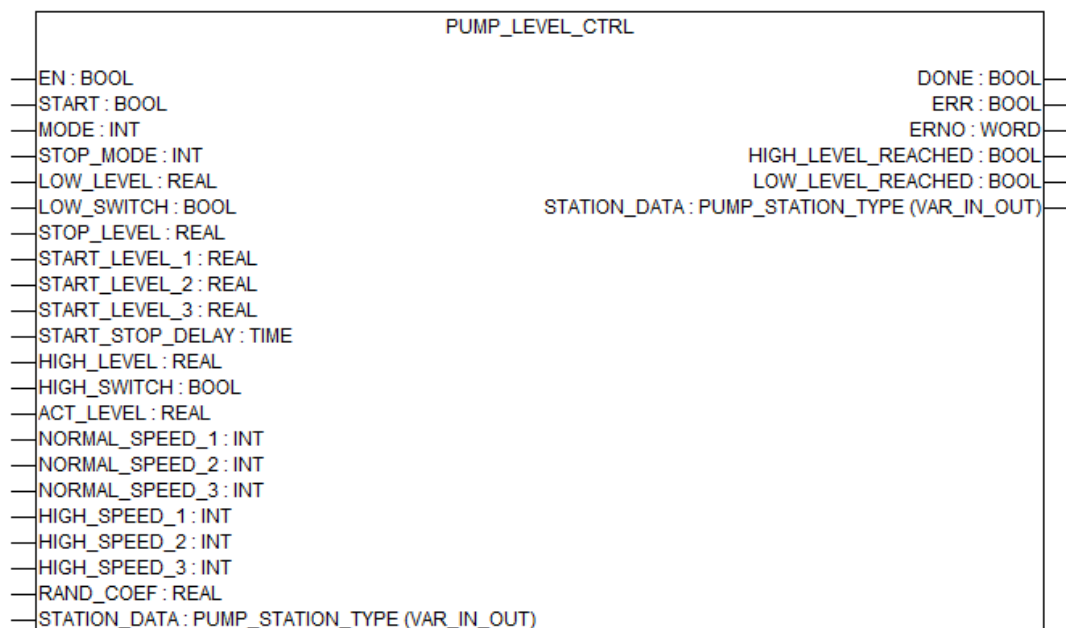 PUMP_LEVEL_CTRL
EN : BOOL DONE : BOOL
START : BOOL ERR : BOOL
MODE : INT ERNO : WORD
STOP_MODE : INT HIGH_LEVEL_REACHED : BOOL
LOW_LEVEL : REAL LOW_LEVEL_REACHED : BOOL
LOW_SWITCH : BOOL STATION_DATA : PUMP_STATION_TYPE (VAR_IN_OUT)
STOP_LEVEL : REAL
START_LEVEL_1 : REAL
START_LEVEL_2 : REAL
START_LEVEL_3 : REAL
START_STOP_DELAY : TIME
HIGH_LEVEL : REAL
HIGH_SWITCH : BOOL
ACT_LEVEL : REAL
NORMAL_SPEED_1 : INT
NORMAL_SPEED_2 : INT
NORMAL_SPEED_3 : INT
HIGH_SPEED_1 : INT
HIGH_SPEED_2 : INT
HIGH_SPEED_3 : INT
RAND_COEF : REAL
STATION_DATA : PUMP_STATION_TYPE (VAR_IN_OUT)